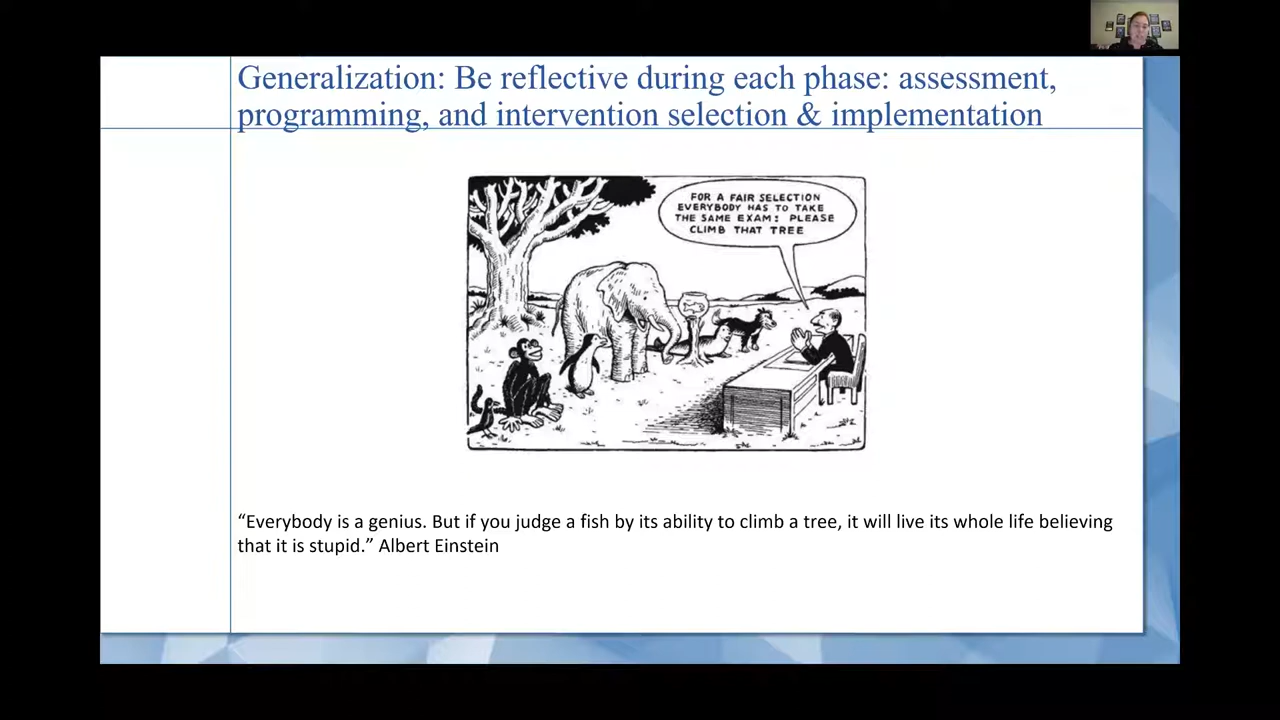 Generalization: Be reflective during each phase: assessment,
programming, and intervention selection & implementation
FOR A FAIR SELECTION
EVERYBODY HAS TO TAKE
THE SAME EXAM: PLEASE
CLIMB THAT TREE
“Everybody is a genius. But if you judge a fish by its ability to climb a tree, it will live its whole life believing
that it is stupid.” Albert Einstein